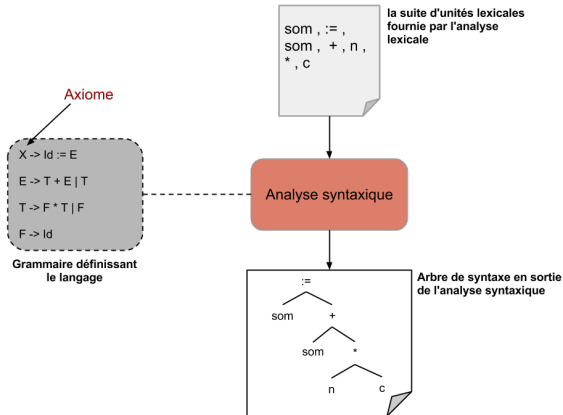 la suite d'unités lexicales
fournie par l'analyse
lexicale
som , := ,
som , + , n ,
* , c
Axiome
X -> Id := E
E -> T + E | T
T -> F * T | F
F -> Id
Analyse syntaxique
Grammaire définissant
le langage
Arbre de syntaxe en sortie
de l'analyse syntaxique
:=
som +
som *
n c